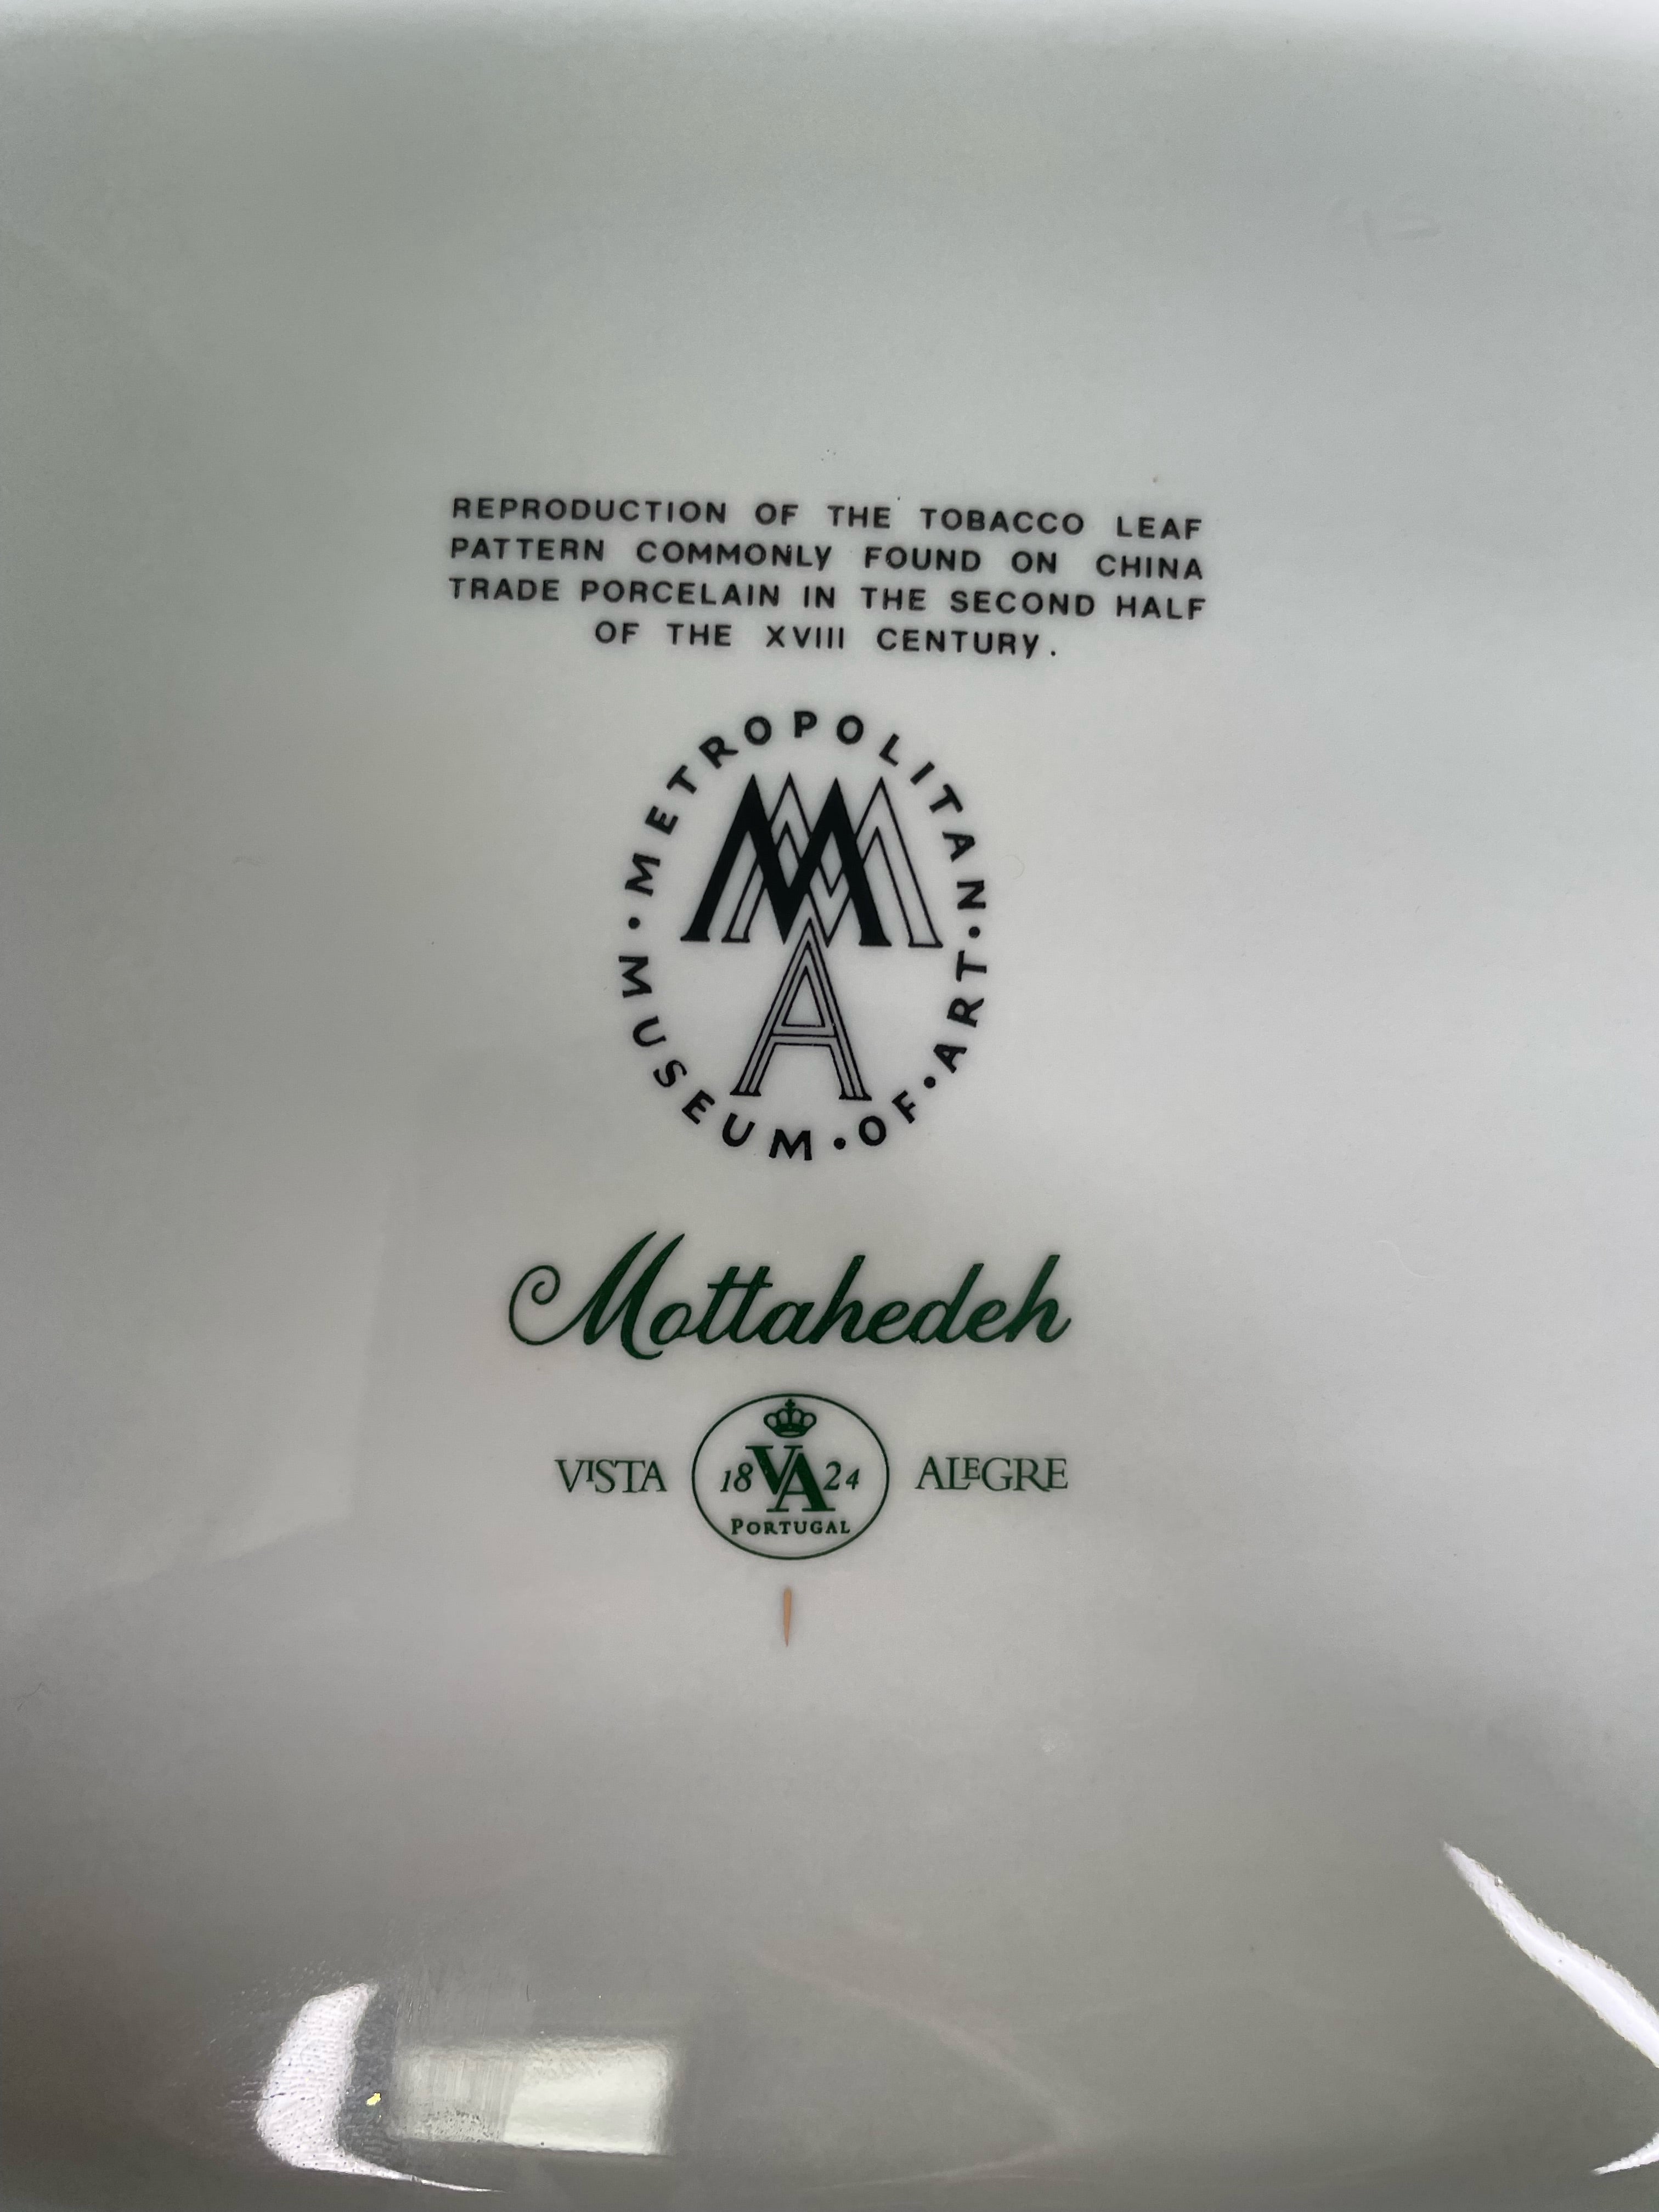 REPRODUCTION OF THE TOBACCO LEAF
PATTERN COMMONLY FOUND ON CHINA
TRADE PORCELAIN IN THE SECOND HALF
OF THE XVIII CENTURY.
METROPOLITAN · MUSEUM · OF · ART ·
MMA
Mottahedeh
VISTA 18 VA 24 ALEGRE
PORTUGAL